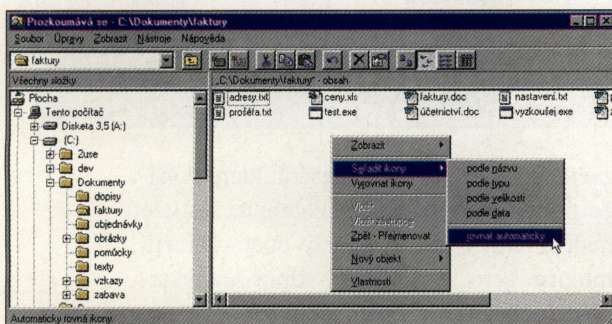 Prozkoumává se - C:\Dokumenty\faktury
Soubor Úpravy Zobrazit Nástroje Nápověda
faktury
Všechny složky „C:\Dokumenty\faktury" - obsah
Plocha
Tento počítač
Disketa 3,5 (A:)
(C:)
2use
dev
Dokumenty
dopisy
faktury
objednávky
obrázky
pomůcky
texty
vzkazy
zabava
adresy.txt ceny.xls faktury.doc nastavení.txt
prošéfa.txt test.exe účetnictví.doc vyzkoušej.exe
Zobrazit
Seřadit ikony
Vyrovnat ikony
Vložit
Vložit zástupce
Zpět - Přejmenovat
Nový objekt
Vlastnosti
podle názvu
podle typu
podle velikosti
podle data
rovnat automaticky
Automaticky rovná ikony.